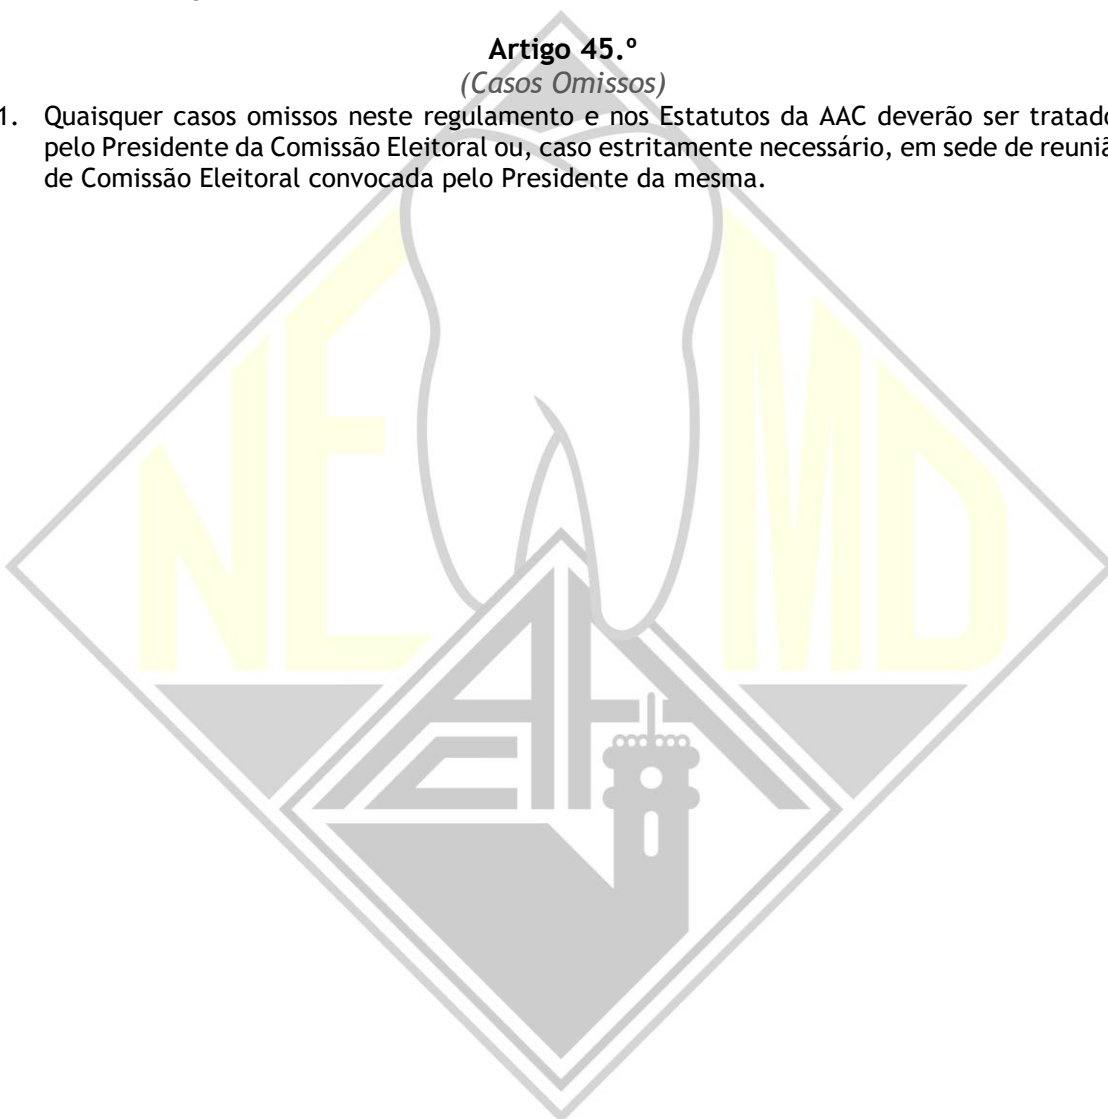 Artigo 45.º
(Casos Omissos)
1. Quaisquer casos omissos neste regulamento e nos Estatutos da AAC deverão ser tratado
pelo Presidente da Comissão Eleitoral ou, caso estritamente necessário, em sede de reuniã
de Comissão Eleitoral convocada pelo Presidente da mesma.
NE MD